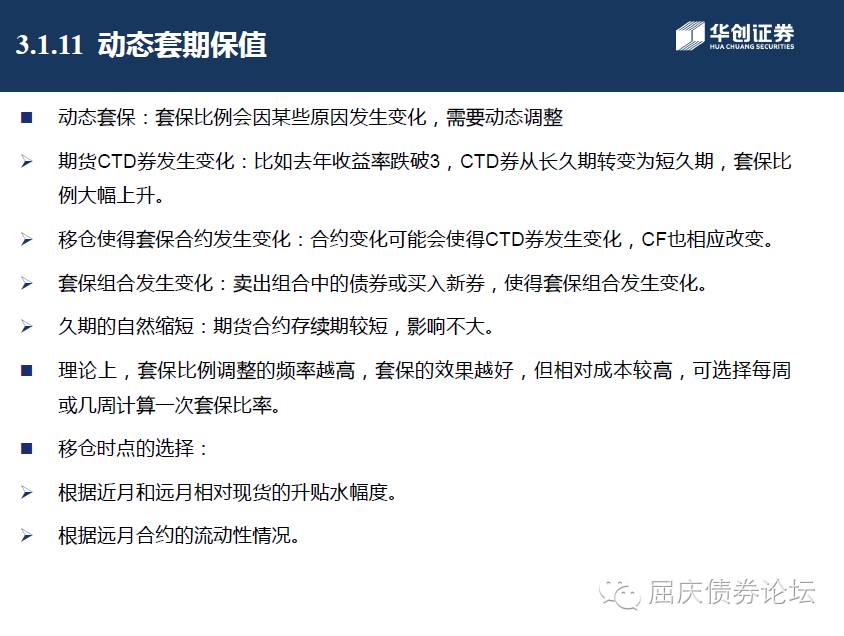 3.1.11 动态套期保值
华创证券
HUA CHUANG SECURITIES
动态套保：套保比例会因某些原因发生变化，需要动态调整
期货CTD券发生变化：比如去年收益率跌破3，CTD券从长久期转变为短久期，套保比
例大幅上升。
移仓使得套保合约发生变化：合约变化可能会使得CTD券发生变化，CF也相应改变。
套保组合发生变化：卖出组合中的债券或买入新券，使得套保组合发生变化。
久期的自然缩短：期货合约存续期较短，影响不大。
理论上，套保比例调整的频率越高，套保的效果越好，但相对成本较高，可选择每周
或几周计算一次套保比率。
移仓时点的选择：
根据近月和远月相对现货的升贴水幅度。
根据远月合约的流动性情况。
屈庆债券论坛